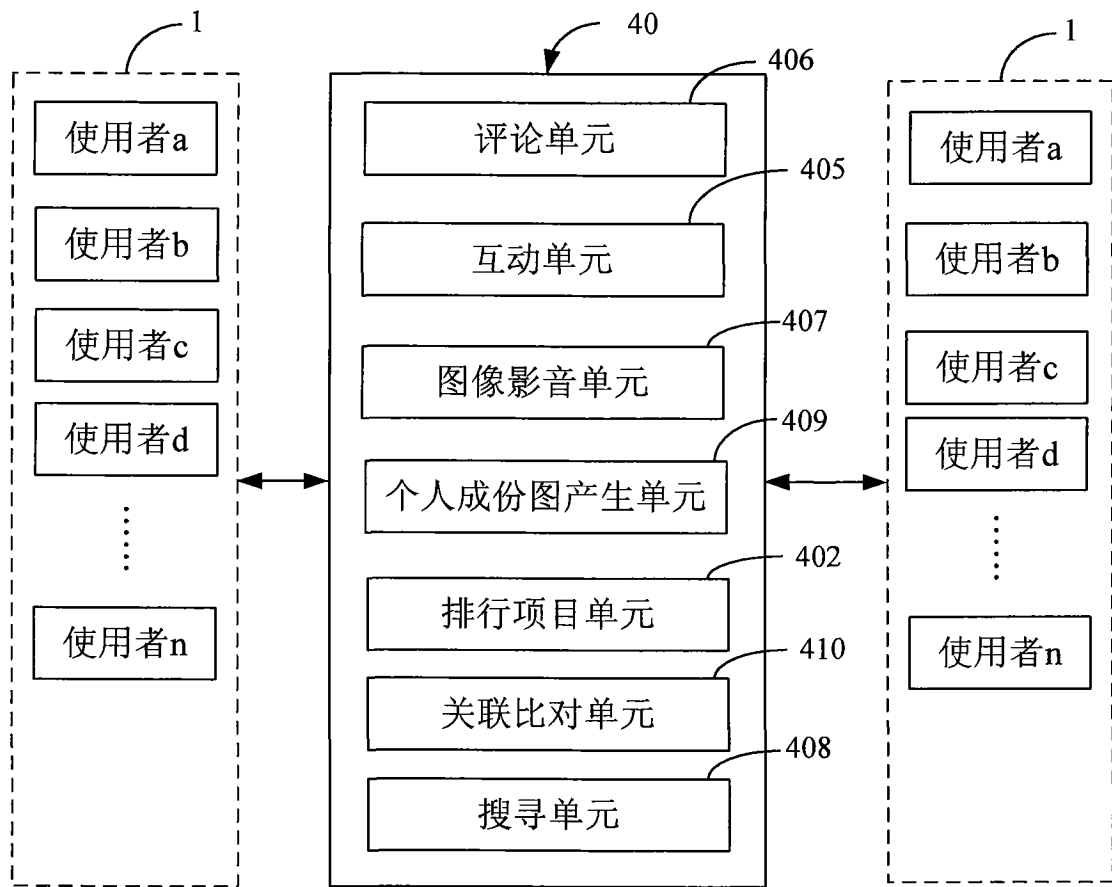 1
使用者a
使用者b
使用者c
使用者d
使用者n
40
406
评论单元
405
互动单元
407
图像影音单元
409
个人成份图产生单元
402
排行项目单元
410
关联比对单元
408
搜寻单元
1
使用者a
使用者b
使用者c
使用者d
使用者n